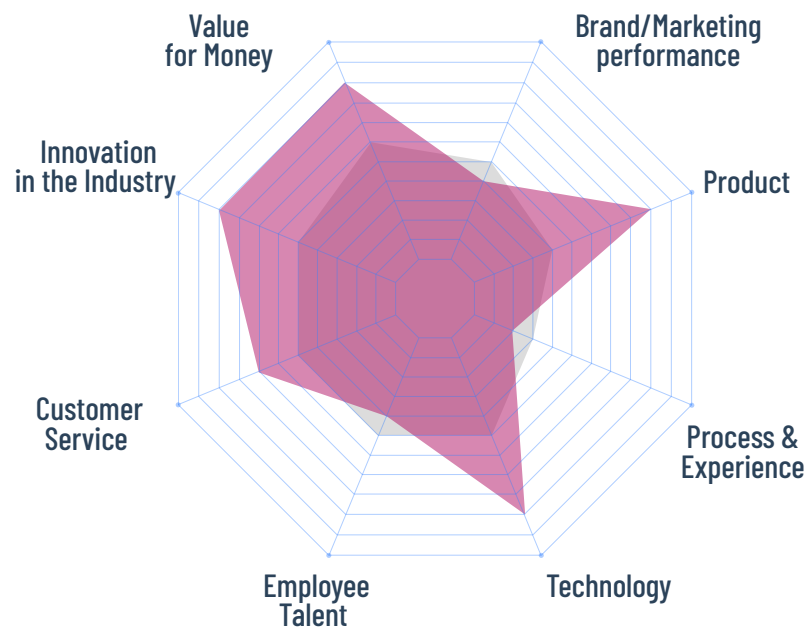 Value
for Money
Brand/Marketing
performance
Innovation
in the Industry
Product
Customer
Service
Process &
Experience
Employee
Talent
Technology